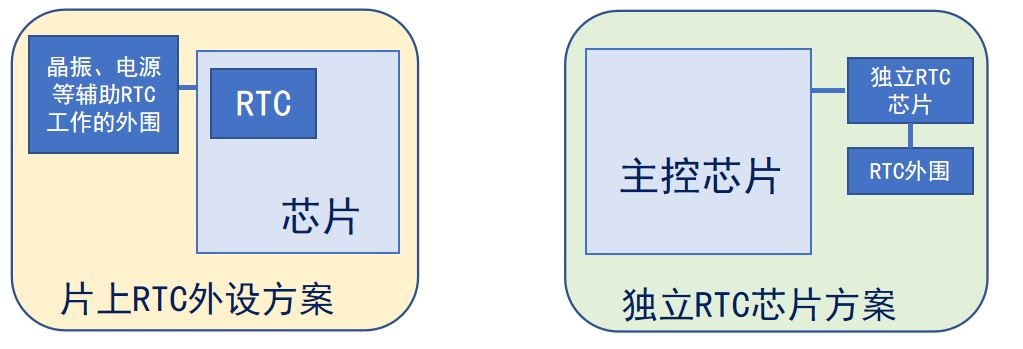 晶振、电源
等辅助RTC
工作的外围
RTC
芯片
片上RTC外设方案
主控芯片
独立RTC
芯片
RTC外围
独立RTC芯片方案